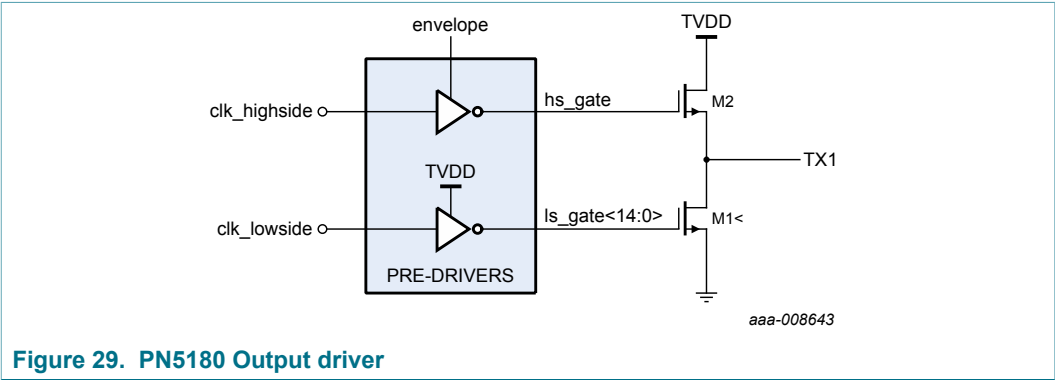 envelope
TVDD
clk_highside
hs_gate
M2
TX1
TVDD
clk_lowside
ls_gate<14:0>
M1<
PRE-DRIVERS
aaa-008643
Figure 29. PN5180 Output driver